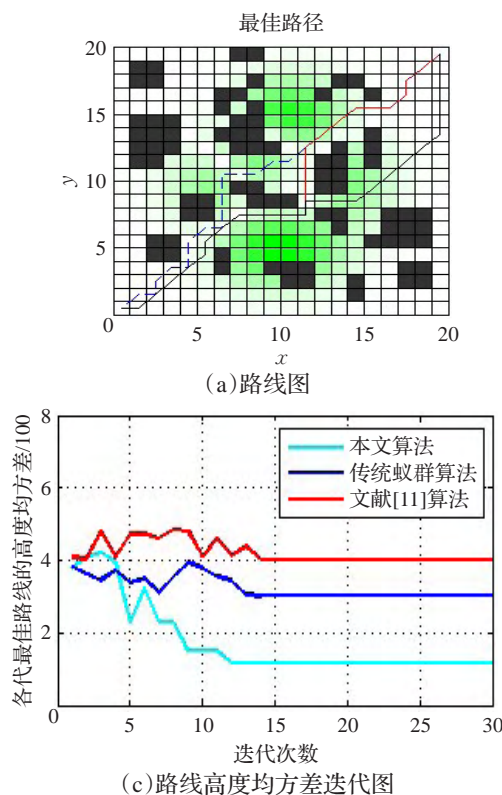 最佳路径
20
15
y
10
5
0
5
10
15
20
x
(a)路线图
8
本文算法
传统蚁群算法
文献[11]算法
6
各代最佳路线的高度均方差/100
4
2
0
5
10
15
20
25
30
迭代次数
(c)路线高度均方差迭代图